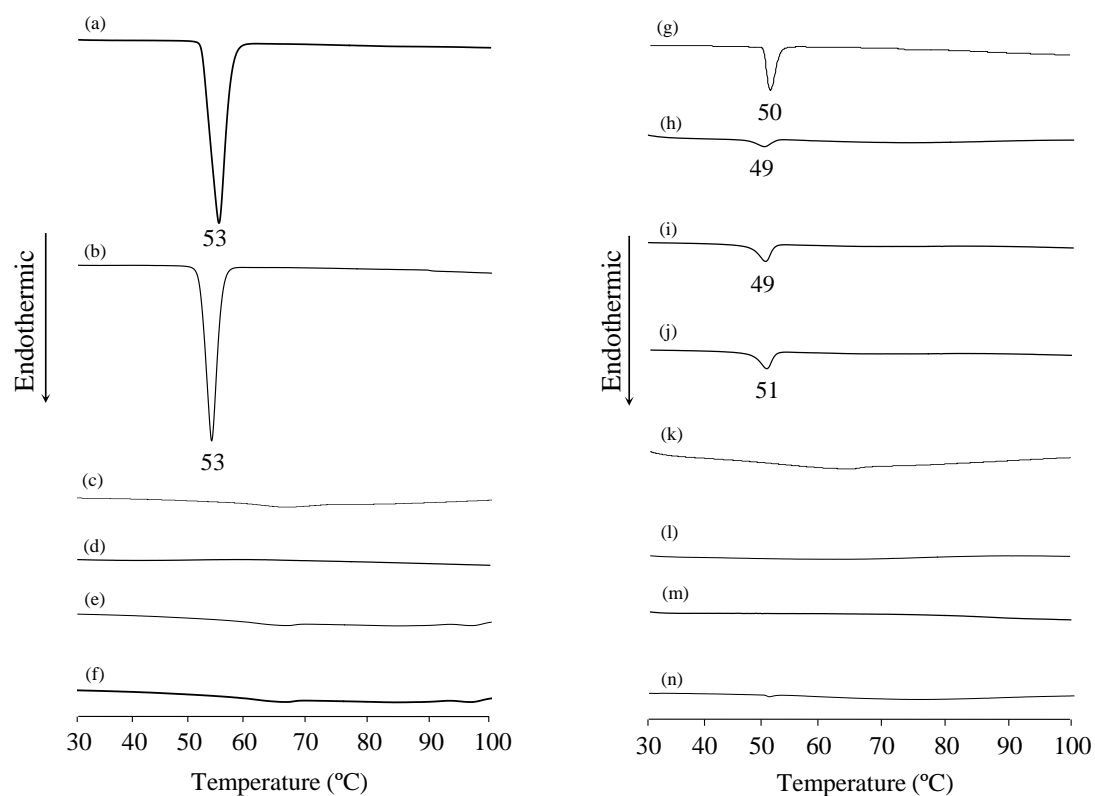 (a)
53
(b)
53
(c)
(d)
(e)
(f)
Endothermic
30 40 50 60 70 80 90 100
Temperature (ºC)
(g)
50
(h)
49
(i)
49
(j)
51
(k)
(l)
(m)
(n)
Endothermic
30 40 50 60 70 80 90 100
Temperature (ºC)